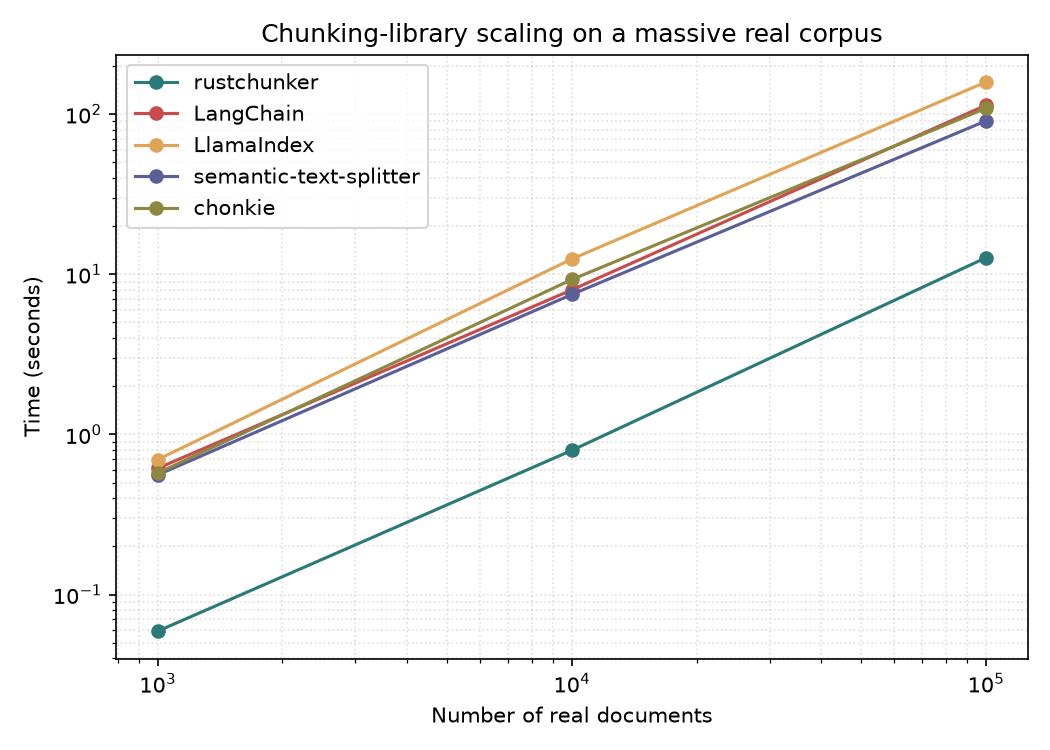 Chunking-library scaling on a massive real corpus
rustchunker
LangChain
LlamaIndex
semantic-text-splitter
chonkie
Time (seconds)
10²
10¹
10⁰
10⁻¹
10³
10⁴
10⁵
Number of real documents